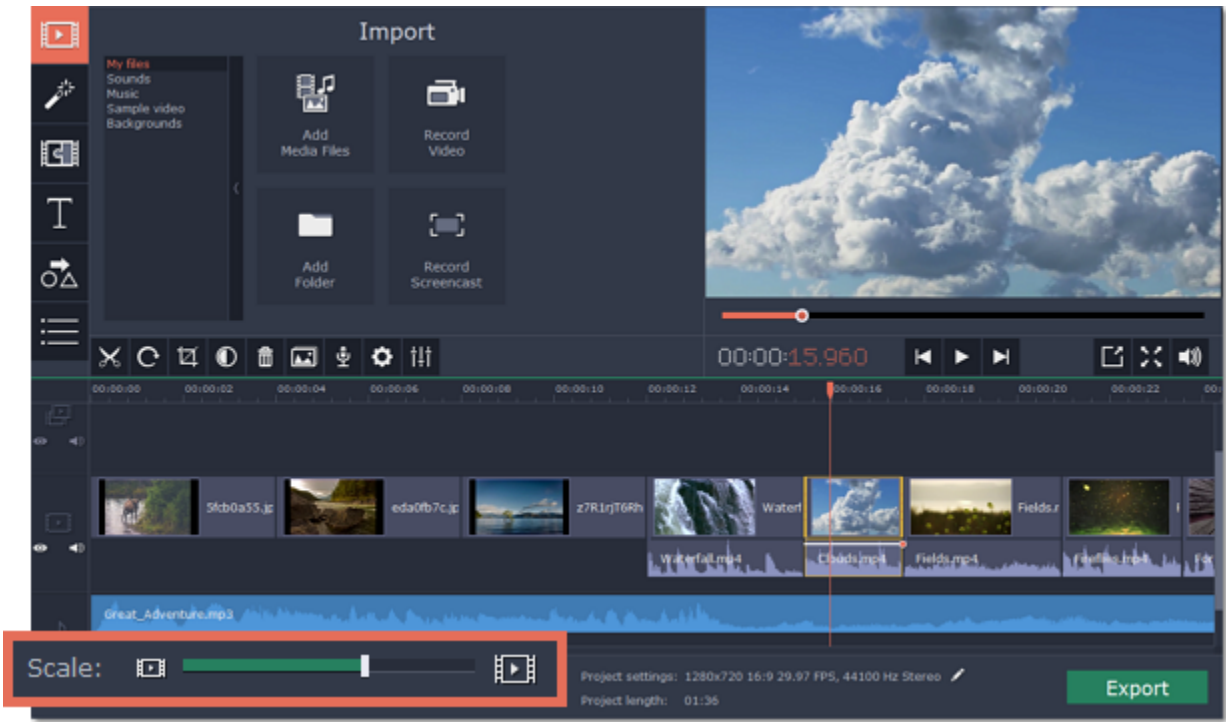 Import
My files
Sounds
Music
Sample video
Backgrounds
Add
Media Files
Record
Video
Add
Folder
Record
Screencast
T
00:00:15.960
00:00:00 00:00:02 00:00:04 00:00:06 00:00:08 00:00:10 00:00:12 00:00:14 00:00:16 00:00:18 00:00:20 00:00:22 00:
5fcb0a55.jp eda0fb7c.jp z7R1rjT6Rh Waterf Fields.r
Waterfall.mp4 Clouds.mp4 Fields.mp4 Fireflies.mp4 For
Great_Adventure.mp3
Scale:
Project settings: 1280x720 16:9 29.97 FPS, 44100 Hz Stereo
Project length: 01:36
Export